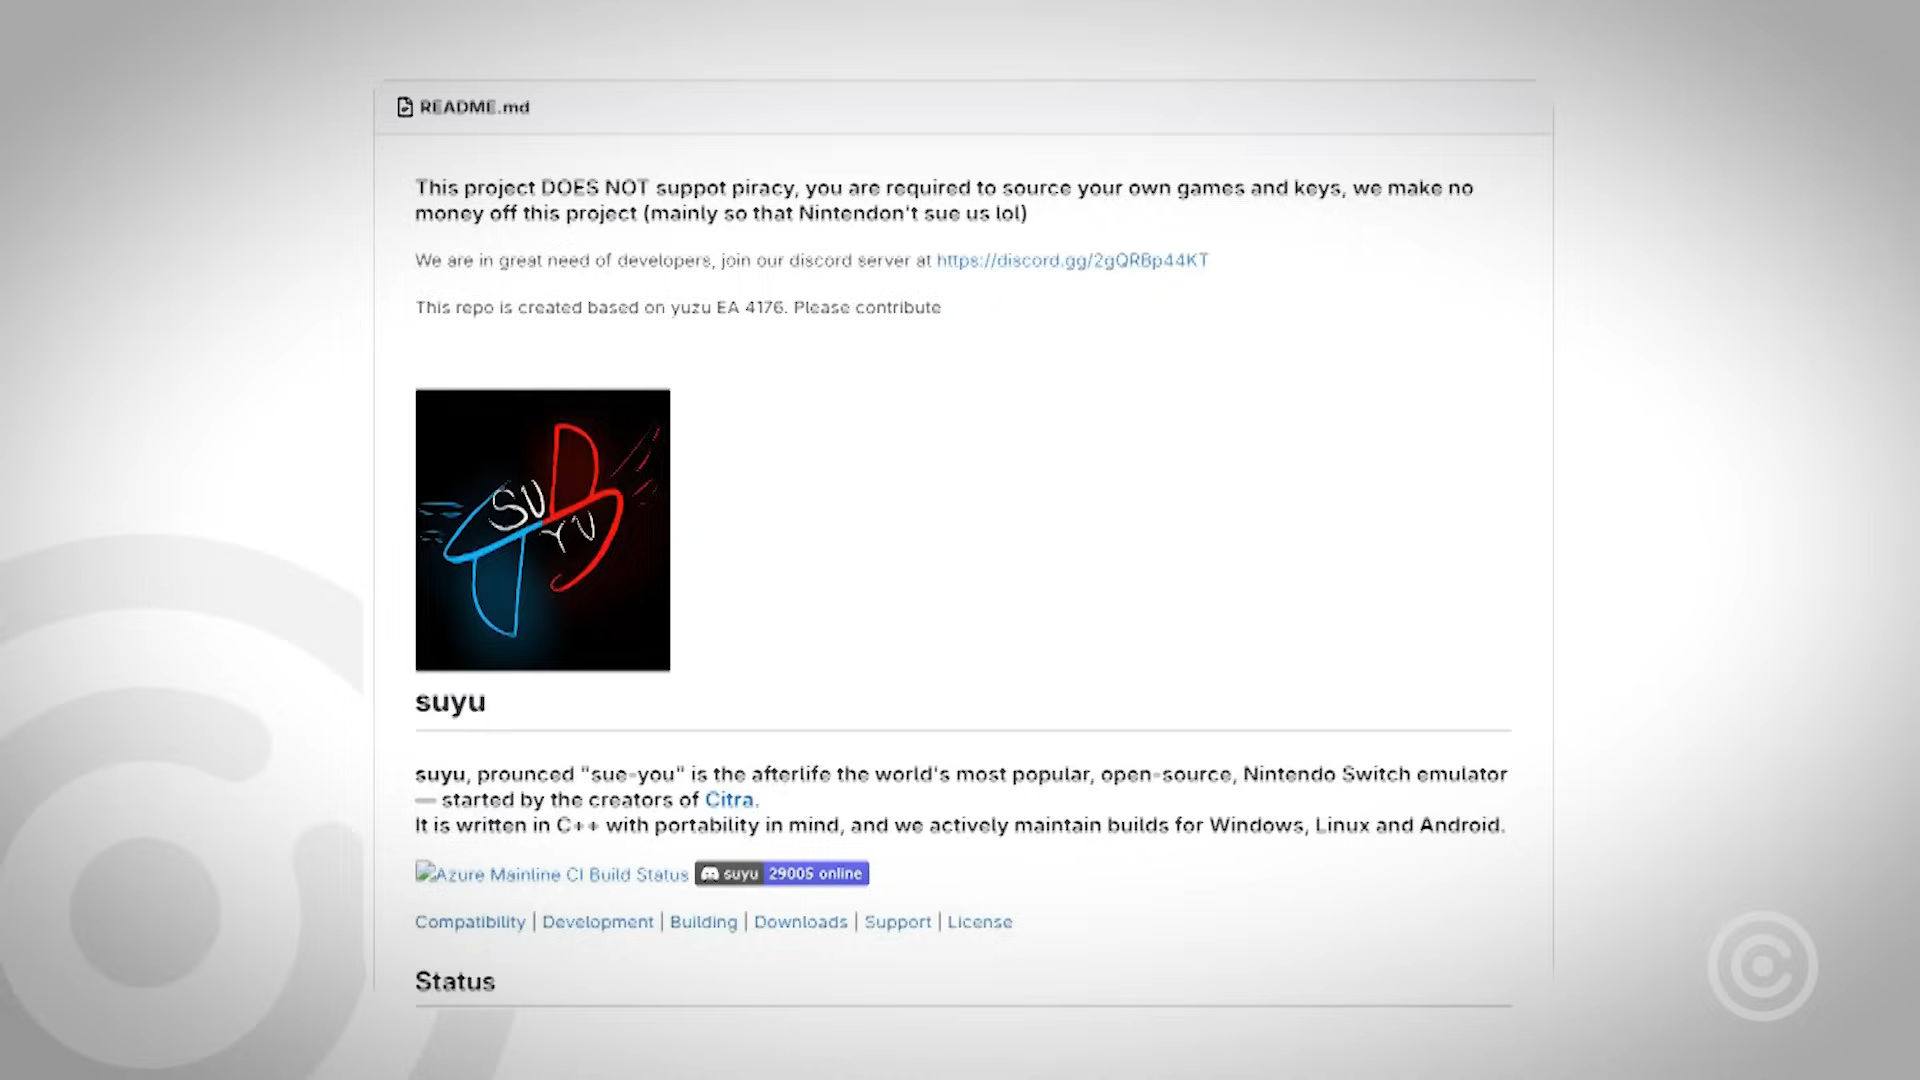 README.md
This project DOES NOT suppot piracy, you are required to source your own games and keys, we make no
money off this project (mainly so that Nintendon't sue us lol)
We are in great need of developers, join our discord server at https://discord.gg/2gQRBp44KT
This repo is created based on yuzu EA 4176. Please contribute
SU
YU
suyu
suyu, prounced "sue-you" is the afterlife the world's most popular, open-source, Nintendo Switch emulator
— started by the creators of Citra.
It is written in C++ with portability in mind, and we actively maintain builds for Windows, Linux and Android.
Azure Mainline CI Build Status suyu 29005 online
Compatibility | Development | Building | Downloads | Support | License
Status